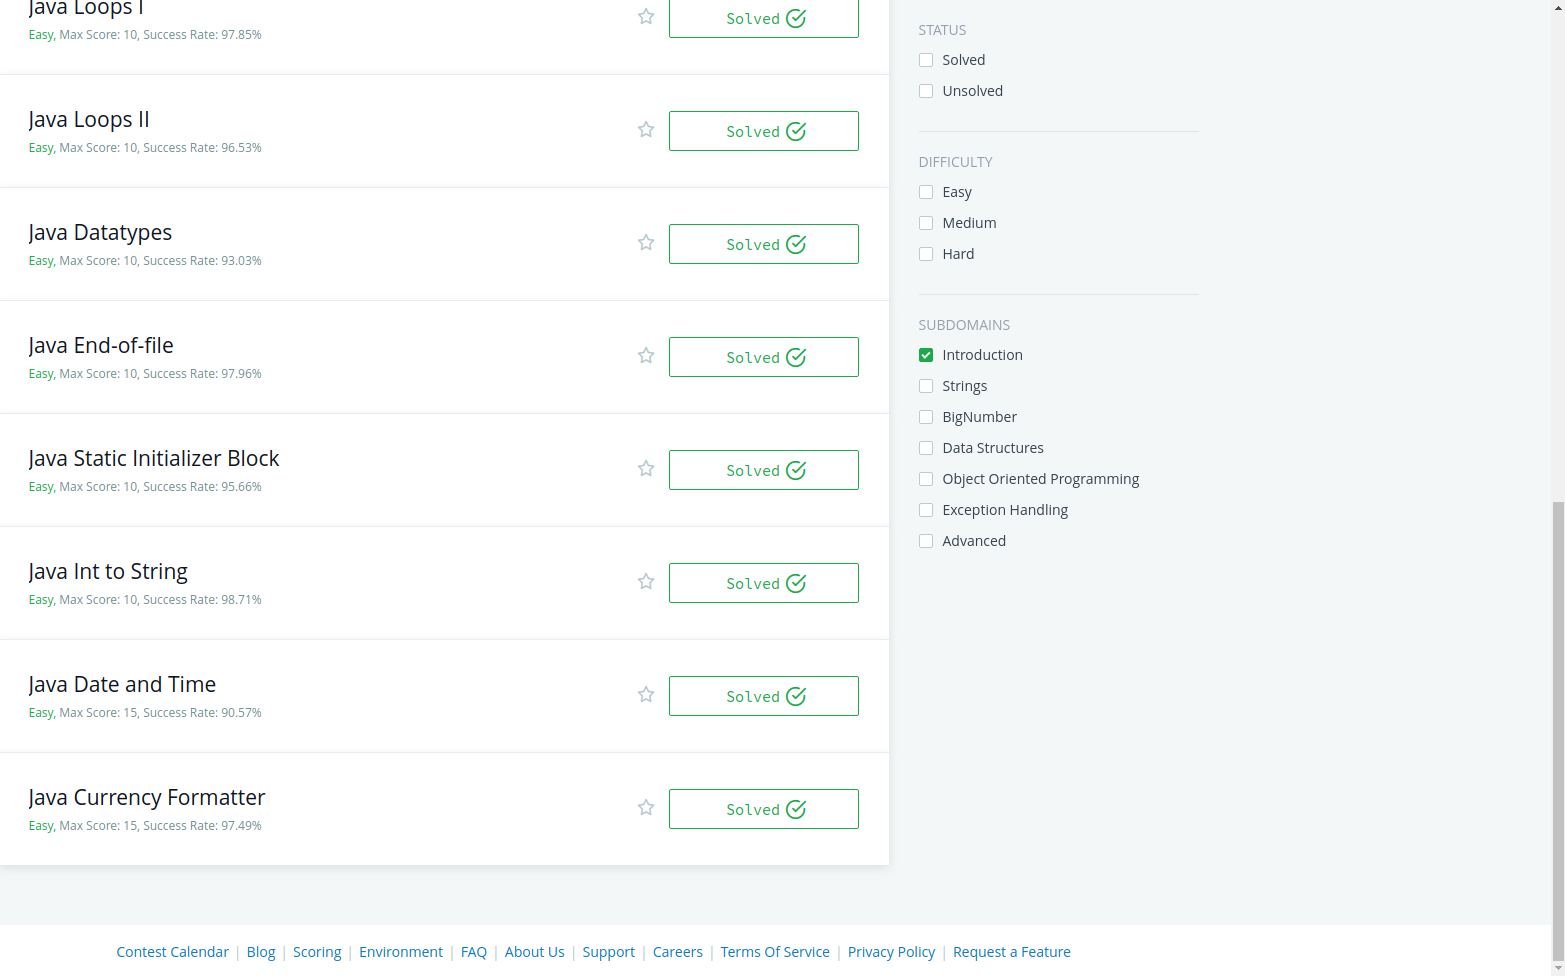 Java Loops I
Easy, Max Score: 10, Success Rate: 97.85%
Solved
Java Loops II
Easy, Max Score: 10, Success Rate: 96.53%
Solved
Java Datatypes
Easy, Max Score: 10, Success Rate: 93.03%
Solved
Java End-of-file
Easy, Max Score: 10, Success Rate: 97.96%
Solved
Java Static Initializer Block
Easy, Max Score: 10, Success Rate: 95.66%
Solved
Java Int to String
Easy, Max Score: 10, Success Rate: 98.71%
Solved
Java Date and Time
Easy, Max Score: 15, Success Rate: 90.57%
Solved
Java Currency Formatter
Easy, Max Score: 15, Success Rate: 97.49%
Solved
STATUS
Solved
Unsolved
DIFFICULTY
Easy
Medium
Hard
SUBDOMAINS
Introduction
Strings
BigNumber
Data Structures
Object Oriented Programming
Exception Handling
Advanced
Contest Calendar | Blog | Scoring | Environment | FAQ | About Us | Support | Careers | Terms Of Service | Privacy Policy | Request a Feature